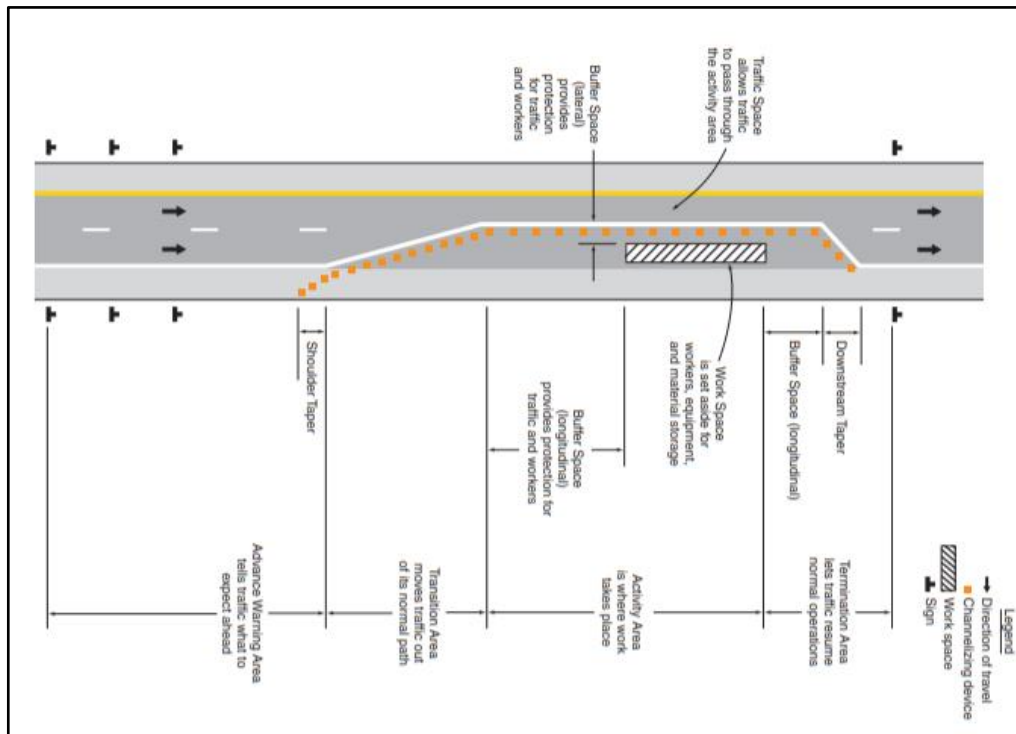 Legend
Direction of travel
Channelizing device
Work space
Sign
Traffic Space
allows traffic
to pass through
the activity area
Buffer Space
(lateral)
provides
protection
for traffic
and workers
Downstream Taper
Buffer Space (longitudinal)
Work Space
is set aside for
workers, equipment,
and material storage
Buffer Space
(longitudinal)
provides protection for
traffic and workers
Shoulder Taper
Termination Area
lets traffic resume
normal operations
Activity Area
is where work
takes place
Transition Area
moves traffic out
of its normal path
Advance Warning Area
tells traffic what to
expect ahead